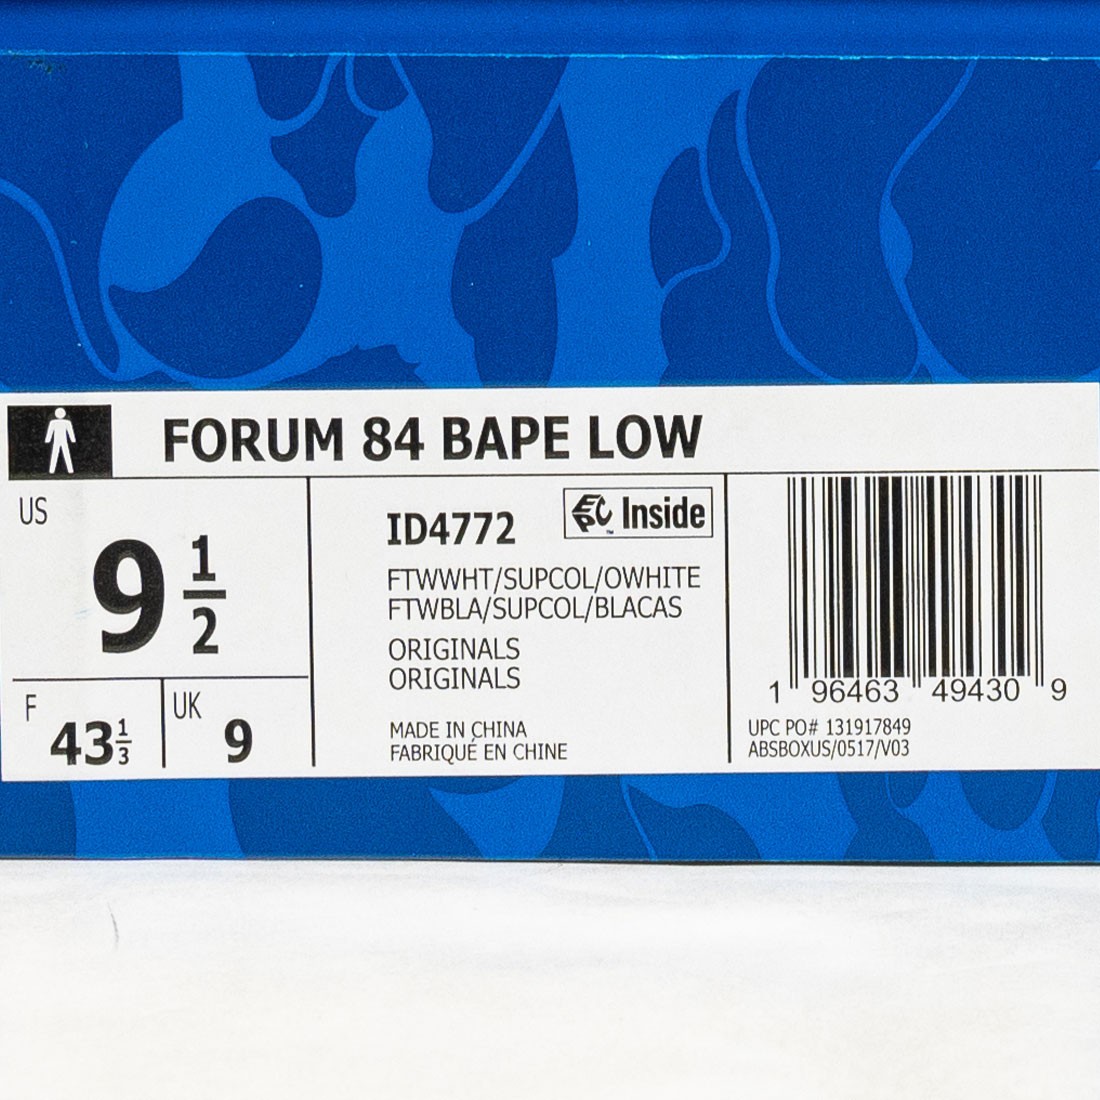 FORUM 84 BAPE LOW
US
9 1/2
F
43 1/3
UK
9
ID4772
EPC Inside
™
FTWWHT/SUPCOL/OWHITE
FTWBLA/SUPCOL/BLACAS
ORIGINALS
ORIGINALS
MADE IN CHINA
FABRIQUÉ EN CHINE
1 96463 49430 9
UPC PO# 131917849
ABSBOXUS/0517/V03